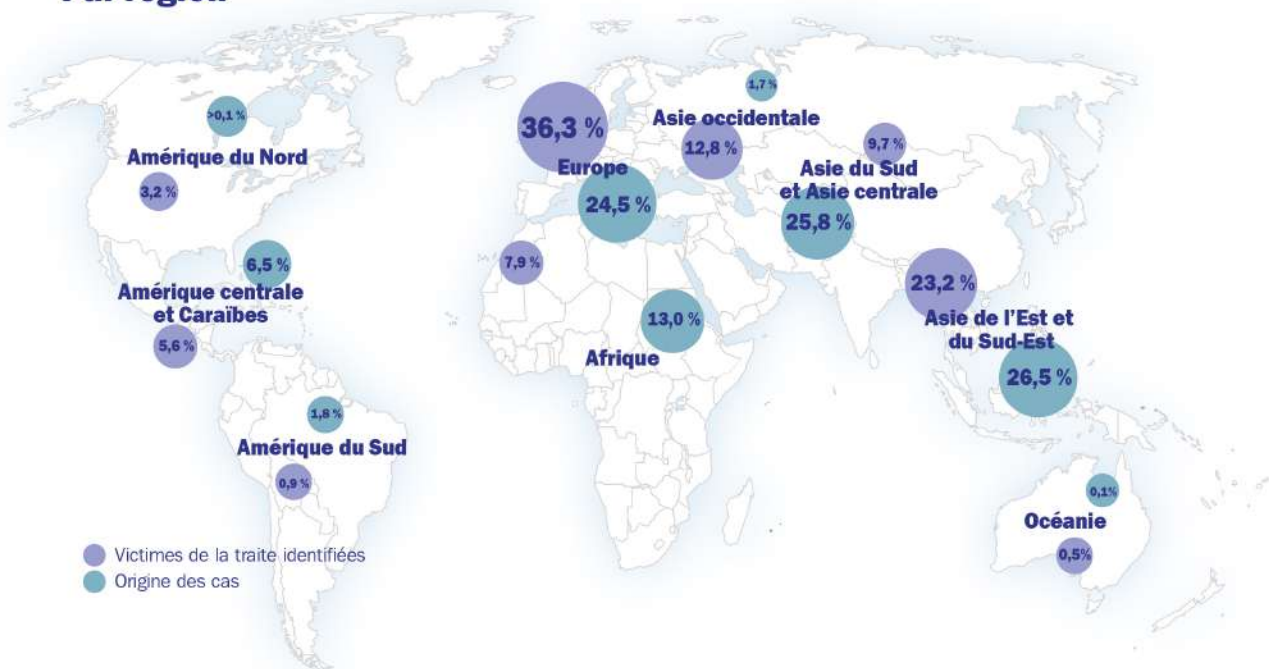 >0,1 %
Amérique du Nord
3,2 %
6,5 %
Amérique centrale
et Caraïbes
5,6 %
1,8 %
Amérique du Sud
0,9 %
36,3 %
Europe
24,5 %
7,9 %
13,0 %
Afrique
1,7 %
Asie occidentale
12,8 %
9,7 %
Asie du Sud
et Asie centrale
25,8 %
23,2 %
Asie de l’Est et
du Sud-Est
26,5 %
0,1%
Océanie
0,5%
Victimes de la traite identifiées
Origine des cas